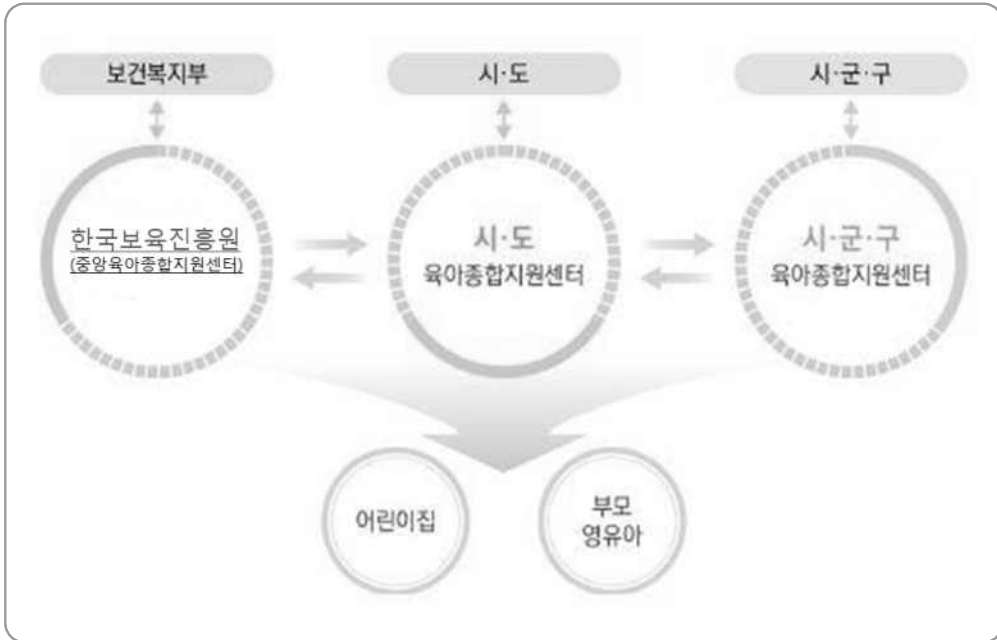 보건복지부
시·도
시·군·구
한국보육진흥원
(중앙육아종합지원센터)
시·도
육아종합지원센터
시·군·구
육아종합지원센터
어린이집
부모
영유아